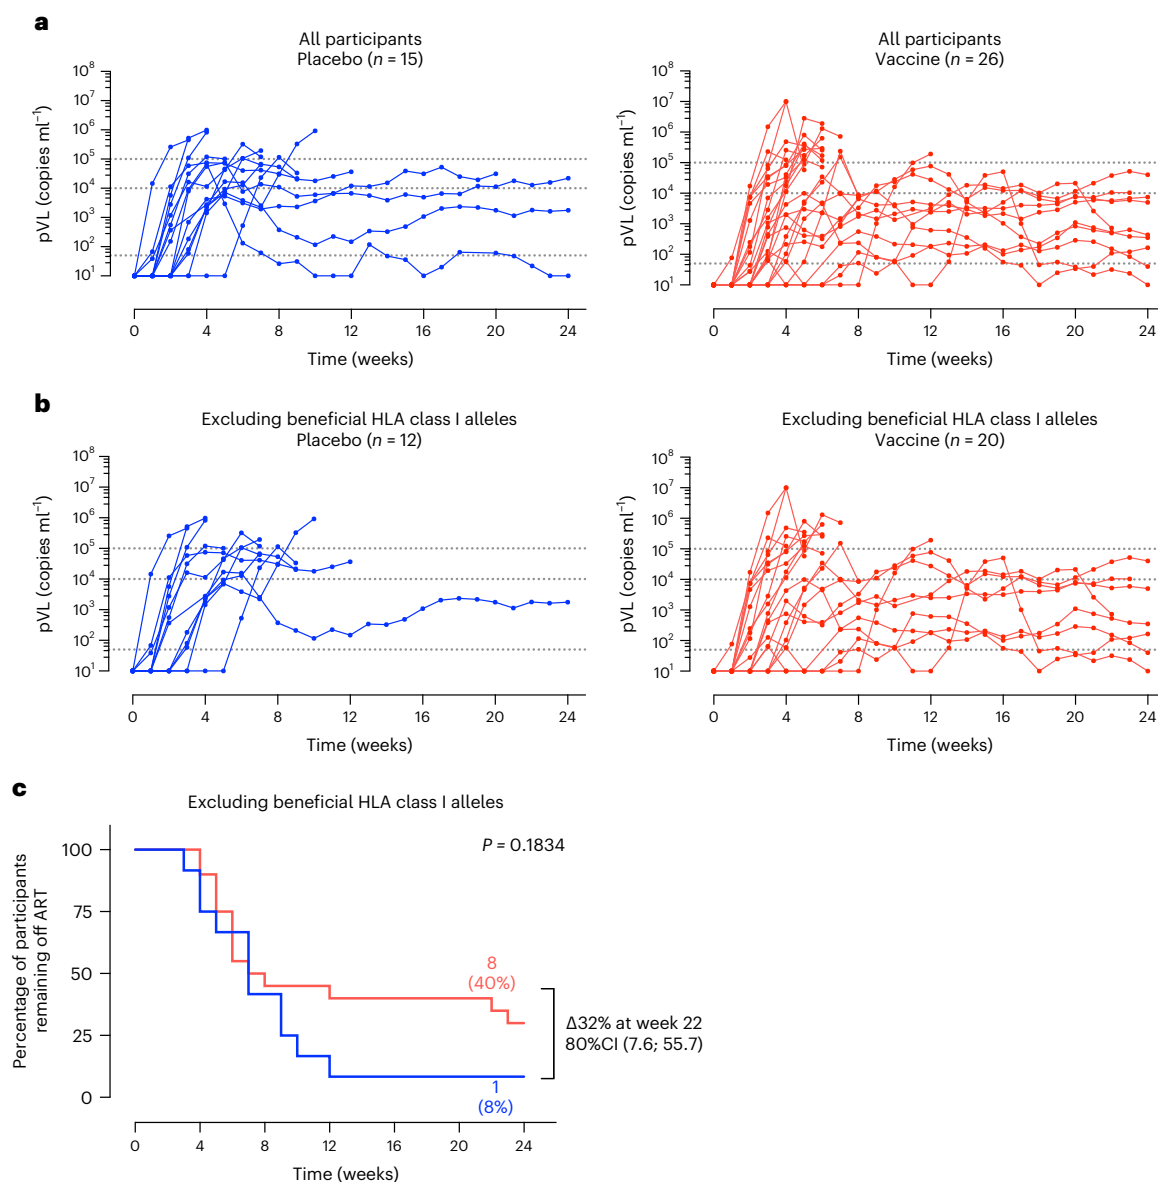 a
All participants
Placebo (n = 15)
pVL (copies ml⁻¹)
10⁸
10⁷
10⁶
10⁵
10⁴
10³
10²
10¹
0 4 8 12 16 20 24
Time (weeks)
All participants
Vaccine (n = 26)
pVL (copies ml⁻¹)
10⁸
10⁷
10⁶
10⁵
10⁴
10³
10²
10¹
0 4 8 12 16 20 24
Time (weeks)
b
Excluding beneficial HLA class I alleles
Placebo (n = 12)
pVL (copies ml⁻¹)
10⁸
10⁷
10⁶
10⁵
10⁴
10³
10²
10¹
0 4 8 12 16 20 24
Time (weeks)
Excluding beneficial HLA class I alleles
Vaccine (n = 20)
pVL (copies ml⁻¹)
10⁸
10⁷
10⁶
10⁵
10⁴
10³
10²
10¹
0 4 8 12 16 20 24
Time (weeks)
c
Excluding beneficial HLA class I alleles
P = 0.1834
Percentage of participants
remaining off ART
100
75
50
25
0
8
(40%)
Δ32% at week 22
80%CI (7.6; 55.7)
1
(8%)
0 4 8 12 16 20 24
Time (weeks)